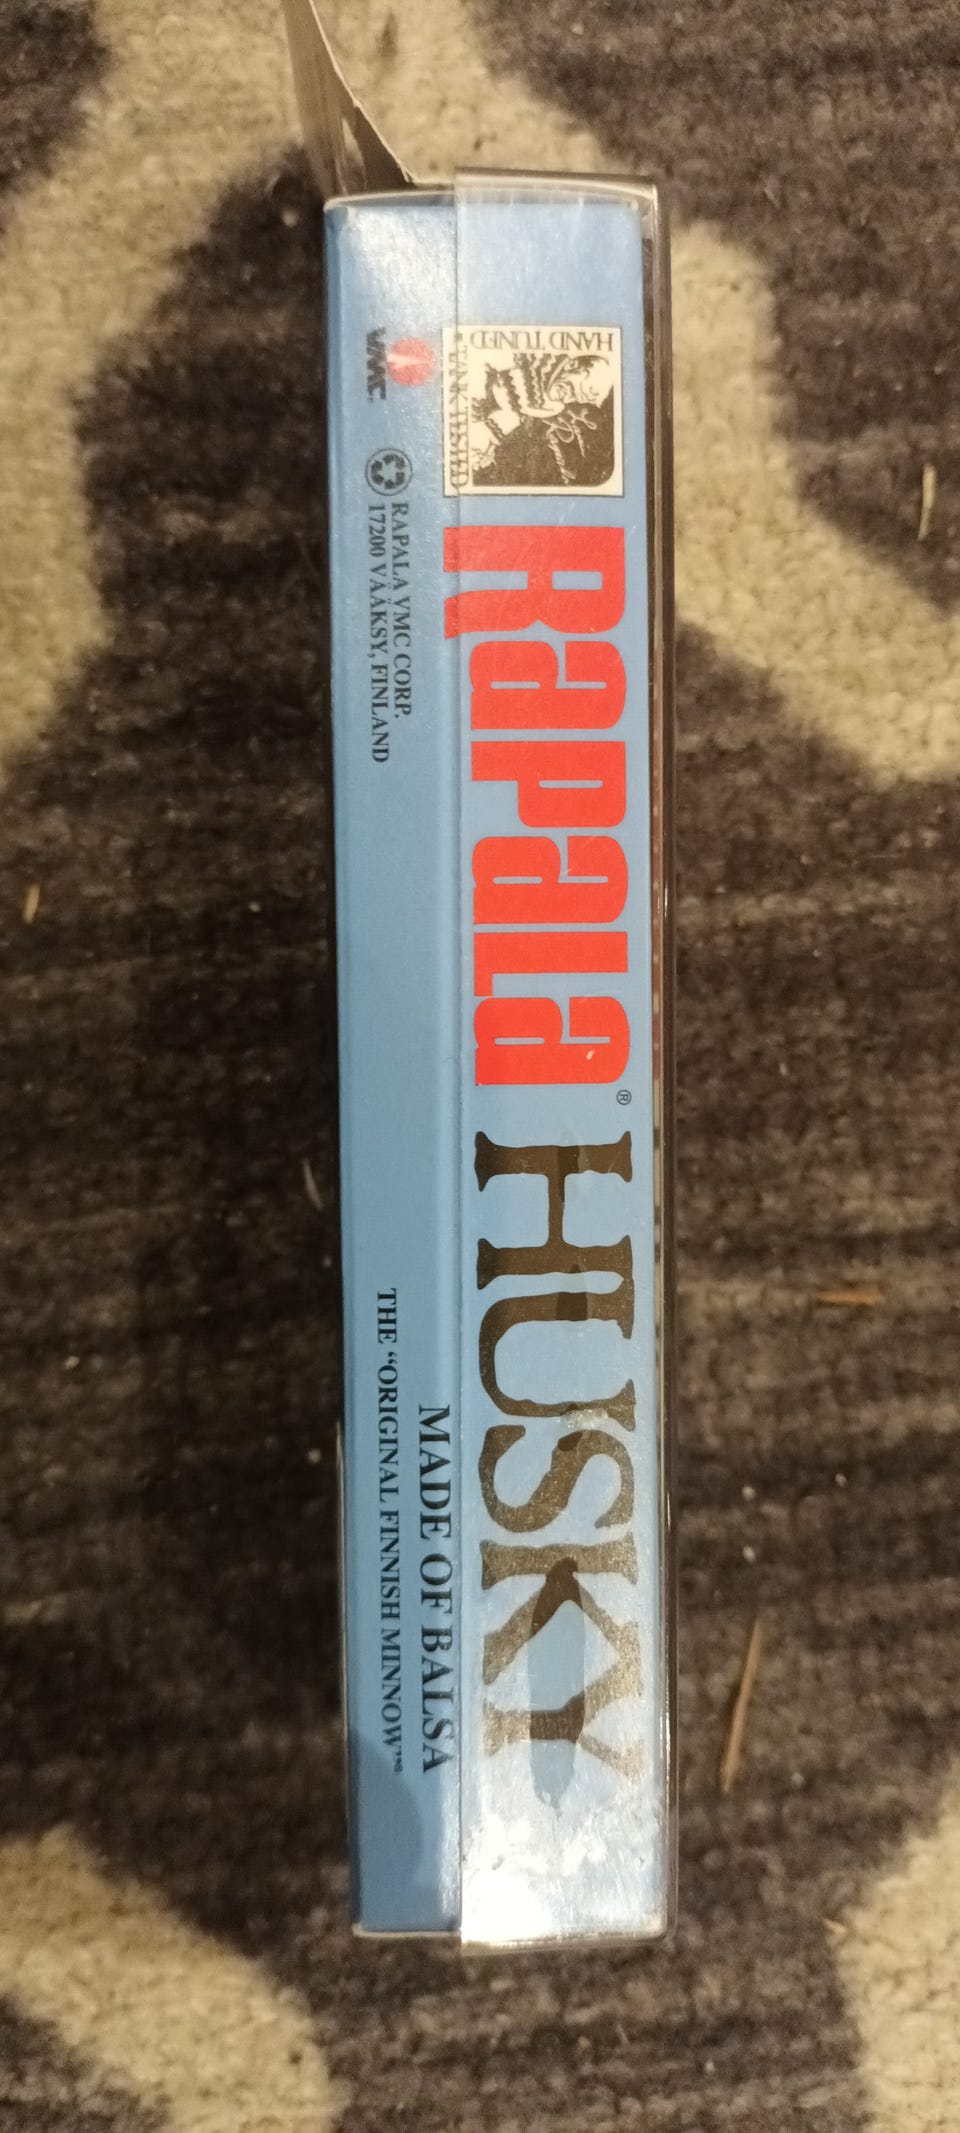 HAND TUNED
TANK TESTED
Rapala®
HUSKY
MADE OF BALSA
THE “ORIGINAL FINNISH MINNOW”®
VMC
RAPALA VMC CORP.
17200 VÄÄKSY, FINLAND